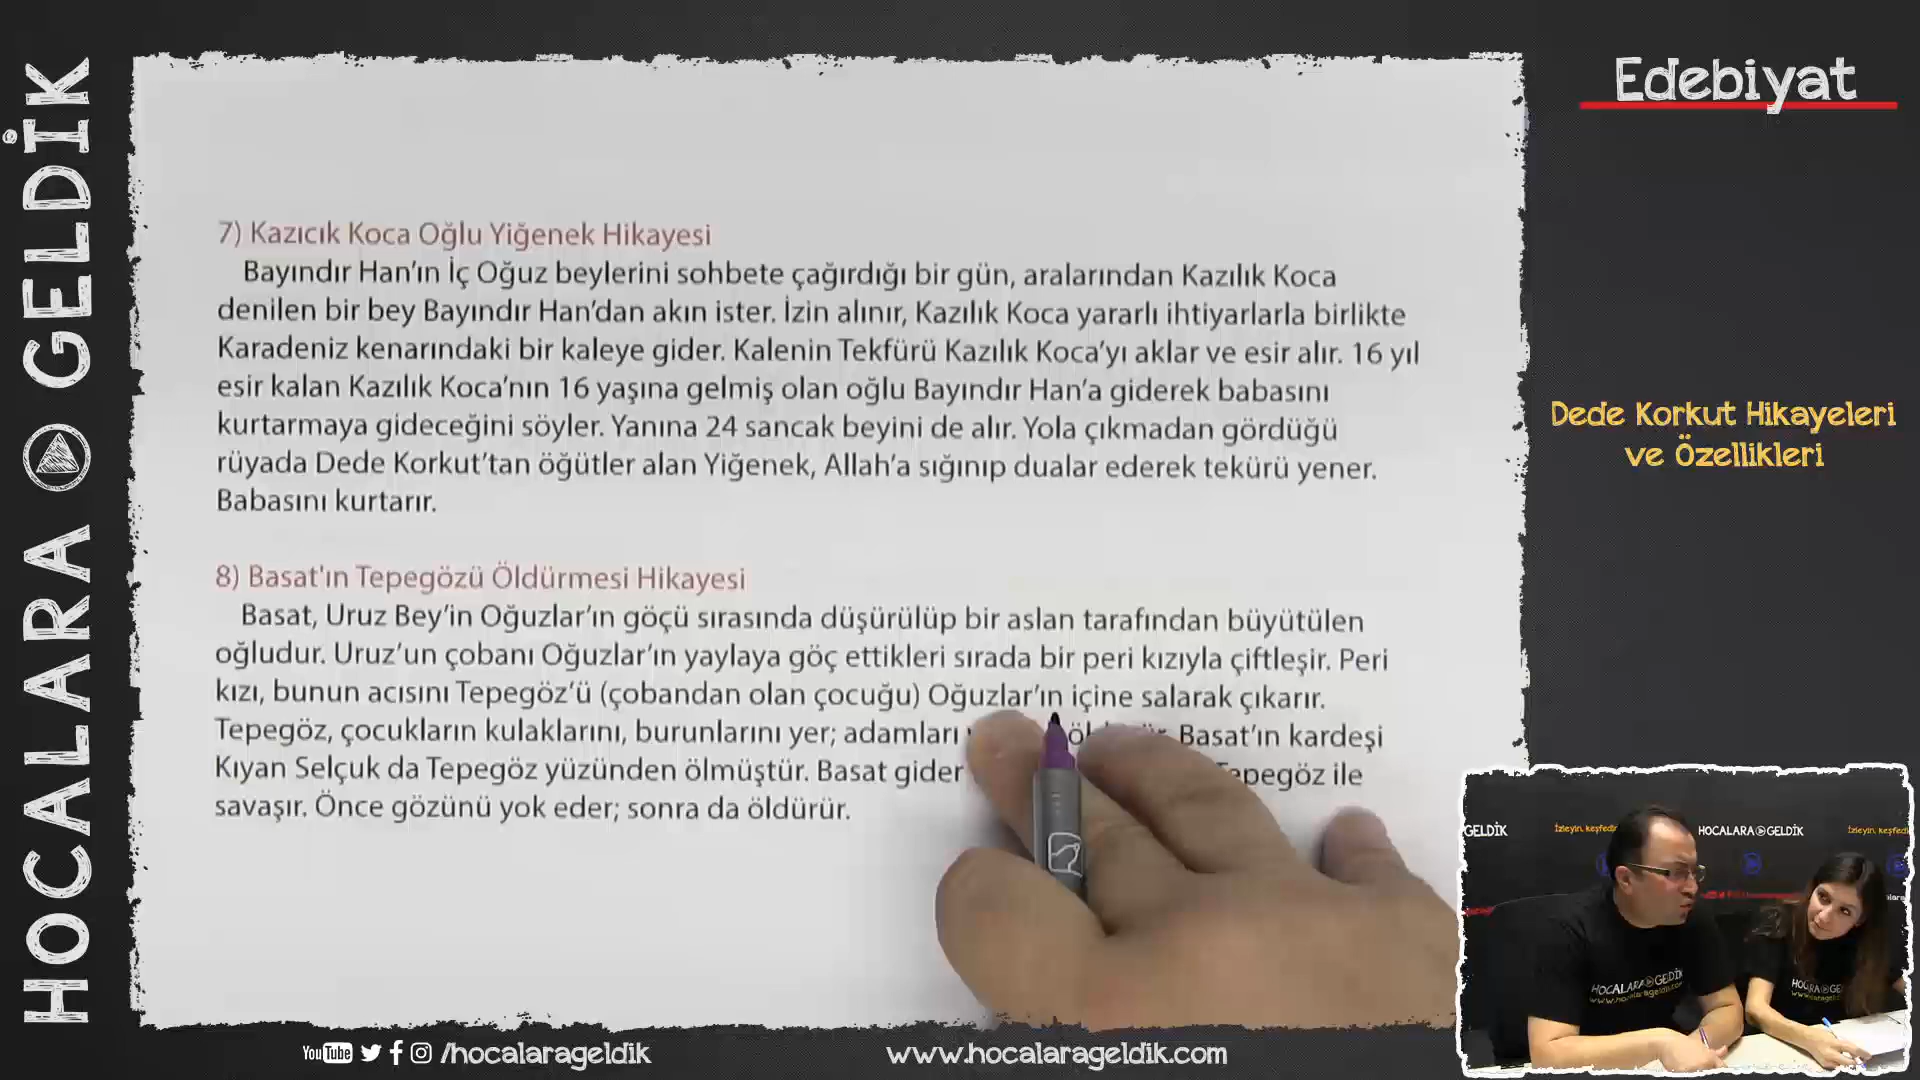 HOCALARA GELDİK
Edebiyat
Dede Korkut Hikayeleri
ve Özellikleri
7) Kazıcık Koca Oğlu Yiğenek Hikayesi
Bayındır Han’ın İç Oğuz beylerini sohbete çağırdığı bir gün, aralarından Kazılık Koca
denilen bir bey Bayındır Han’dan akın ister. İzin alınır, Kazılık Koca yararlı ihtiyarlarla birlikte
Karadeniz kenarındaki bir kaleye gider. Kalenin Tekfürü Kazılık Koca’yı aklar ve esir alır. 16 yıl
esir kalan Kazılık Koca’nın 16 yaşına gelmiş olan oğlu Bayındır Han’a giderek babasını
kurtarmaya gideceğini söyler. Yanına 24 sancak beyini de alır. Yola çıkmadan gördüğü
rüyada Dede Korkut’tan öğütler alan Yiğenek, Allah’a sığınıp dualar ederek tekürü yener.
Babasını kurtarır.
8) Basat'ın Tepegözü Öldürmesi Hikayesi
Basat, Uruz Bey’in Oğuzlar’ın göçü sırasında düşürülüp bir aslan tarafından büyütülen
oğludur. Uruz’un çobanı Oğuzlar’ın yaylaya göç ettikleri sırada bir peri kızıyla çiftleşir. Peri
kızı, bunun acısını Tepegöz’ü (çobandan olan çocuğu) Oğuzlar’ın içine salarak çıkarır.
Tepegöz, çocukların kulaklarını, burunlarını yer; adamları Basat’ın kardeşi
Kıyan Selçuk da Tepegöz yüzünden ölmüştür. Basat gider Tepegöz ile
savaşır. Önce gözünü yok eder; sonra da öldürür.
GELDİK
HOCALARA GELDİK
HOCALARA GELDİK
www.hocalarageldik.com
YouTube /hocalarageldik
www.hocalarageldik.com